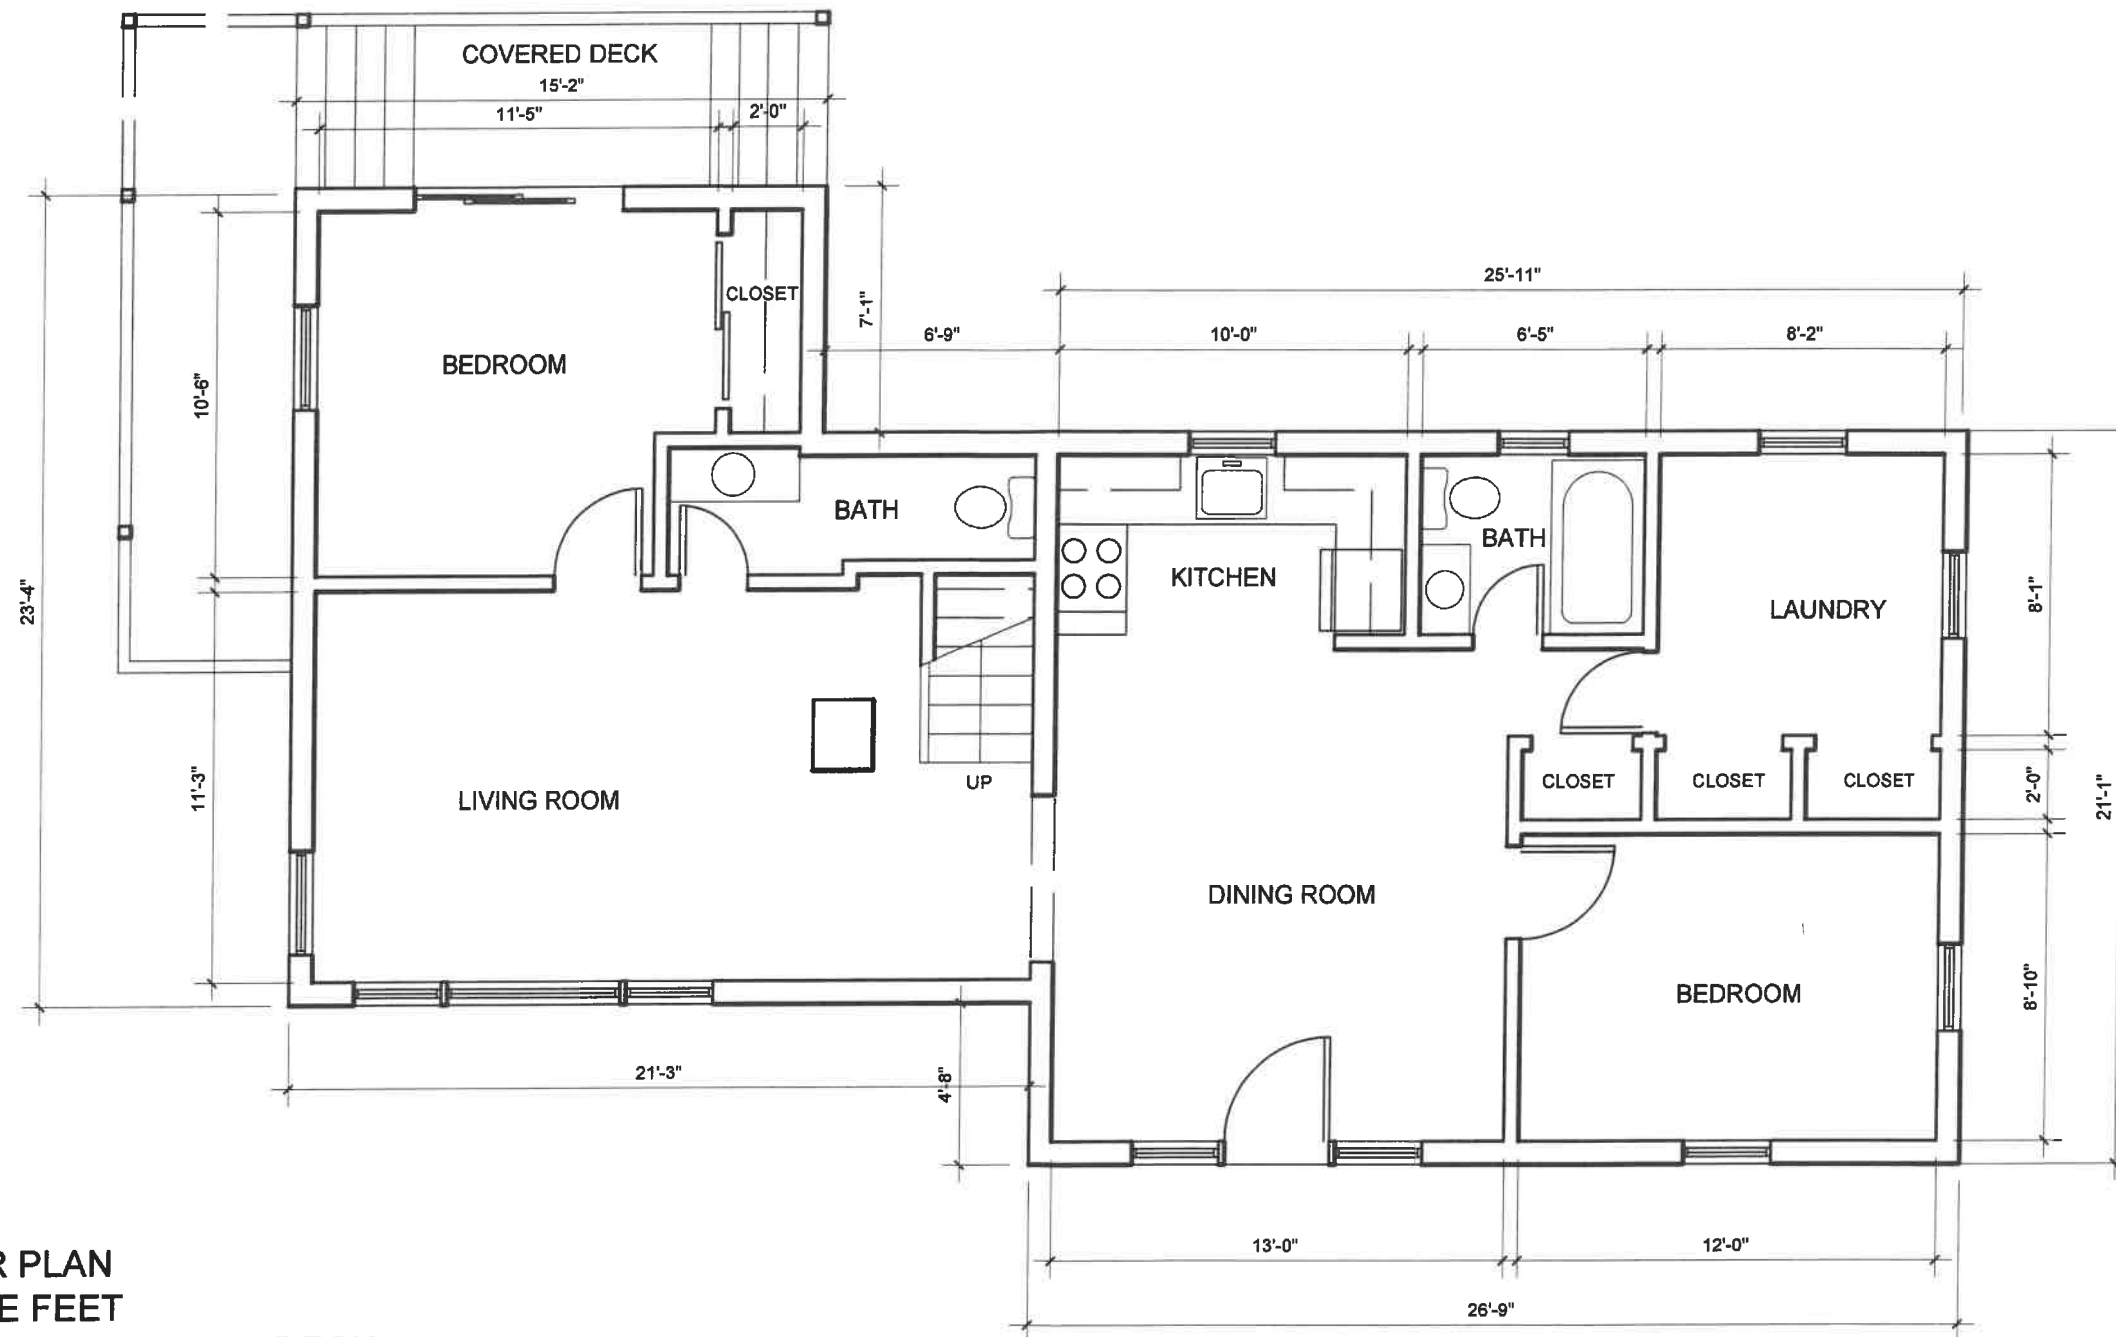 COVERED DECK
15'-2"
11'-5"
2'-0"
CLOSET
7'-1"
25'-11"
6'-9"
10'-0"
6'-5"
8'-2"
BEDROOM
10'-6"
BATH
KITCHEN
BATH
LAUNDRY
8'-1"
23'-4"
11'-3"
LIVING ROOM
UP
CLOSET
CLOSET
CLOSET
2'-0"
21'-1"
DINING ROOM
BEDROOM
8'-10"
21'-3"
4'-8"
13'-0"
12'-0"
26'-9"
R PLAN
E FEET